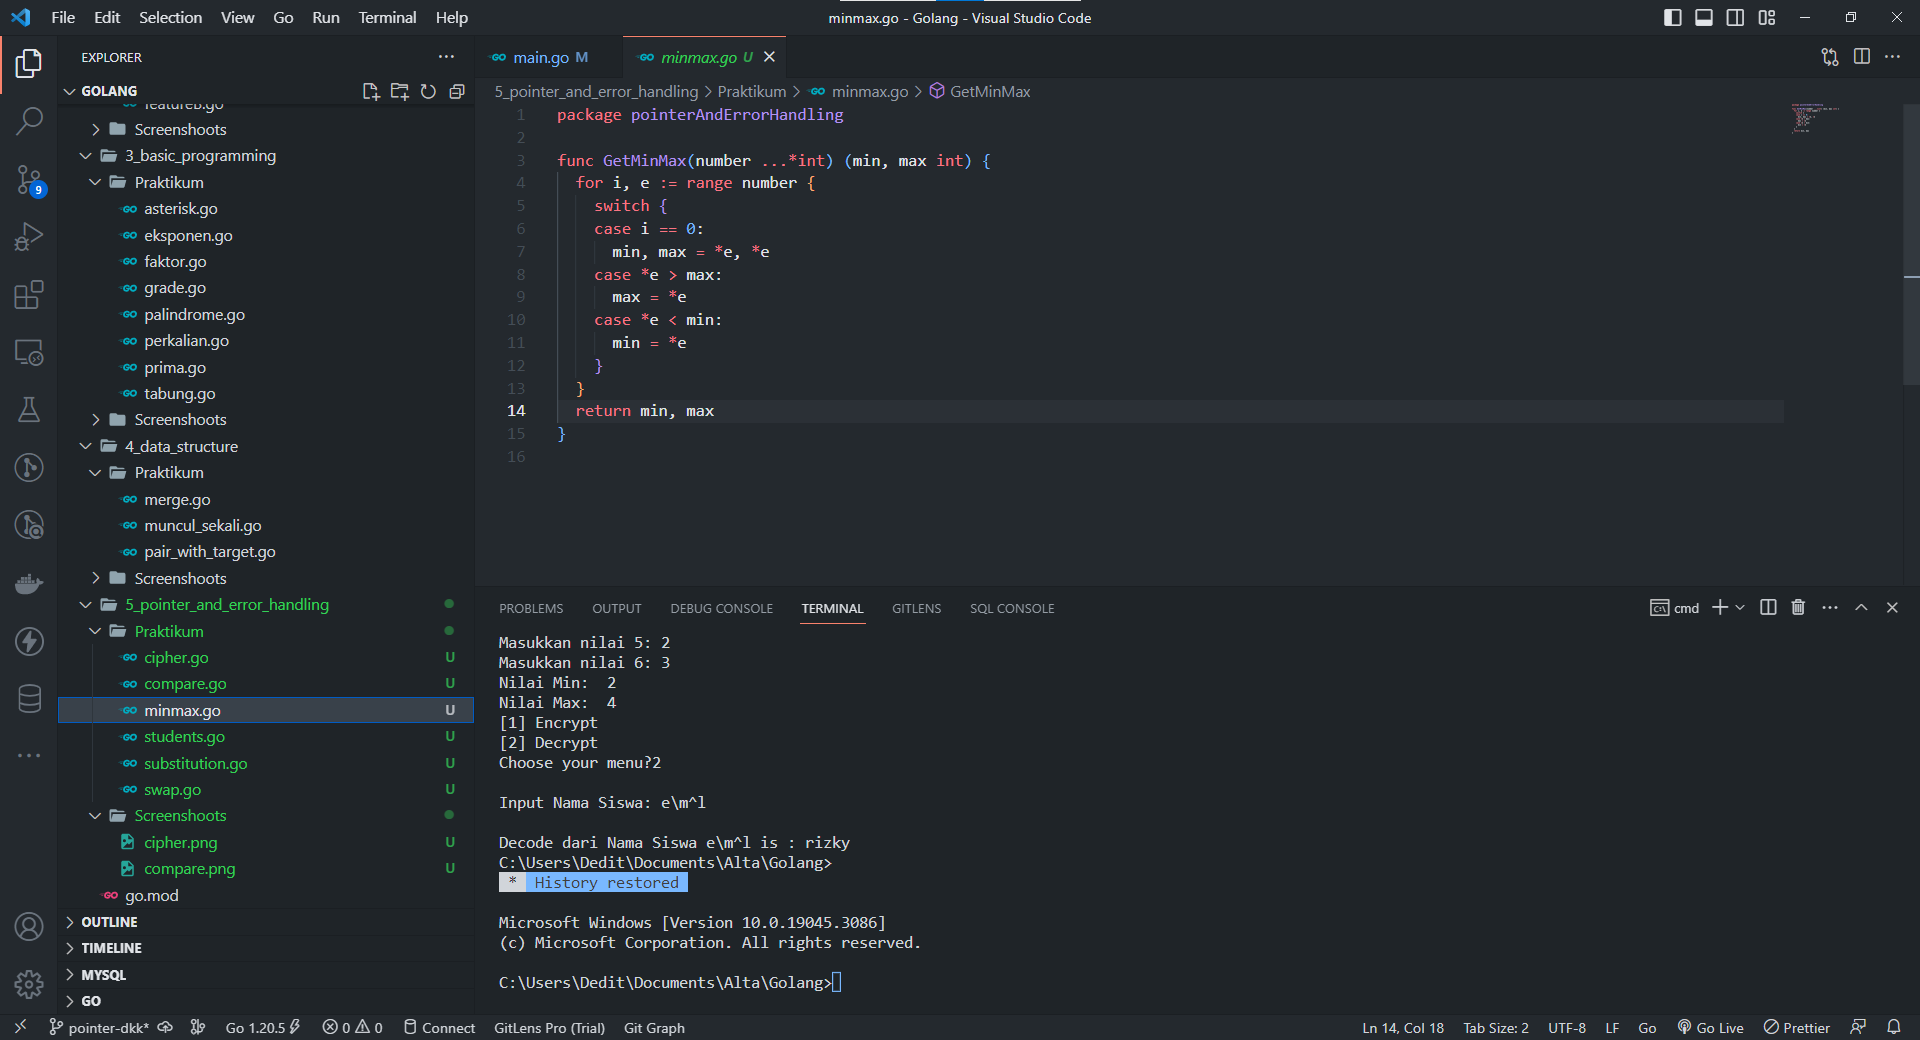 File Edit Selection View Go Run Terminal Help
minmax.go - Golang - Visual Studio Code
EXPLORER
GOLANG
featureB.go
Screenshoots
3_basic_programming
Praktikum
asterisk.go
eksponen.go
faktor.go
grade.go
palindrome.go
perkalian.go
prima.go
tabung.go
Screenshoots
4_data_structure
Praktikum
merge.go
muncul_sekali.go
pair_with_target.go
Screenshoots
5_pointer_and_error_handling
Praktikum
cipher.go U
compare.go U
minmax.go U
students.go U
substitution.go U
swap.go U
Screenshoots
cipher.png U
compare.png U
go.mod
OUTLINE
TIMELINE
MYSQL
GO
9
main.go M
minmax.go U
5_pointer_and_error_handling > Praktikum > minmax.go > GetMinMax
1 package pointerAndErrorHandling
2
3 func GetMinMax(number ...*int) (min, max int) {
4 for i, e := range number {
5 switch {
6 case i == 0:
7 min, max = *e, *e
8 case *e > max:
9 max = *e
10 case *e < min:
11 min = *e
12 }
13 }
14 return min, max
15 }
16
PROBLEMS OUTPUT DEBUG CONSOLE TERMINAL GITLENS SQL CONSOLE
cmd
Masukkan nilai 5: 2
Masukkan nilai 6: 3
Nilai Min:  2
Nilai Max:  4
[1] Encrypt
[2] Decrypt
Choose your menu?2
Input Nama Siswa: e\m^l
Decode dari Nama Siswa e\m^l is : rizky
C:\Users\Dedit\Documents\Alta\Golang>
* History restored
Microsoft Windows [Version 10.0.19045.3086]
(c) Microsoft Corporation. All rights reserved.
C:\Users\Dedit\Documents\Alta\Golang>
pointer-dkk* Go 1.20.5 0 0 Connect GitLens Pro (Trial) Git Graph
Ln 14, Col 18 Tab Size: 2 UTF-8 LF Go Go Live Prettier